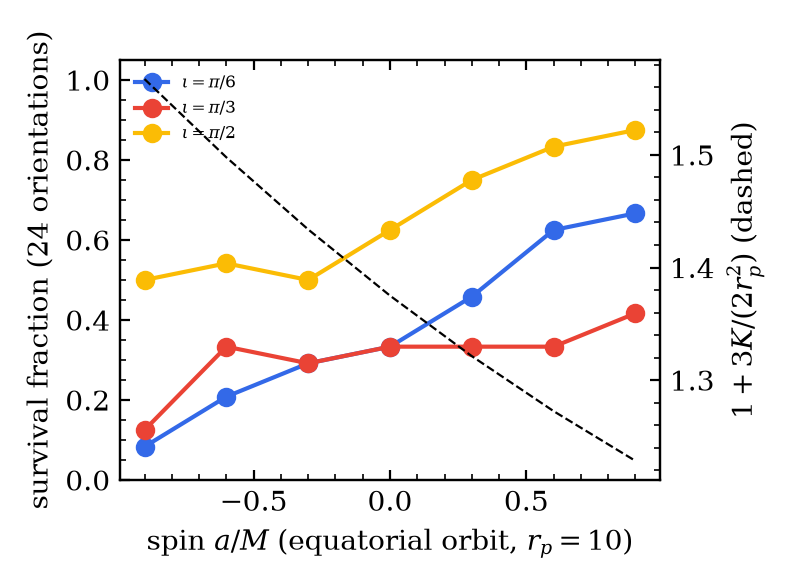 survival fraction (24 orientations)
1.0
0.8
0.6
0.4
0.2
0.0
ι = π/6
ι = π/3
ι = π/2
1.5
1.4
1.3
1 + 3K/(2r_p^2) (dashed)
−0.5 0.0 0.5
spin a/M (equatorial orbit, r_p = 10)